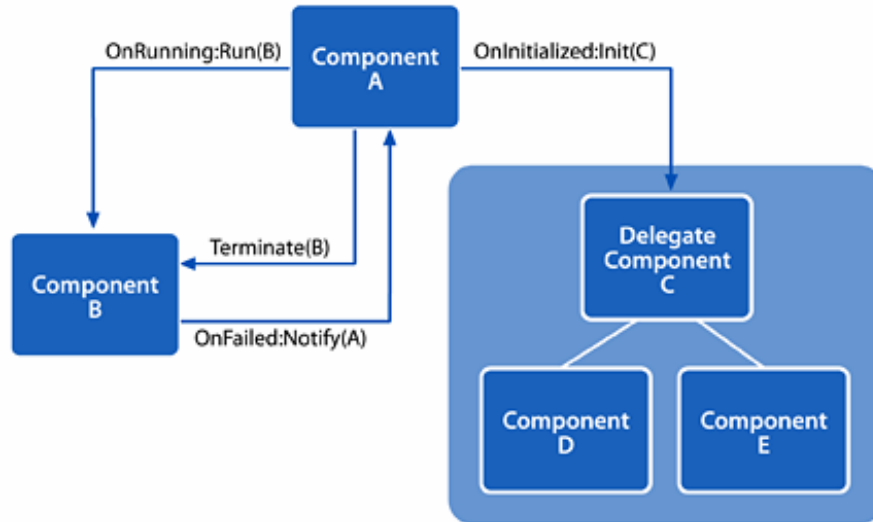 OnRunning:Run(B)
Component
A
OnInitialized:Init(C)
Terminate(B)
Component
B
OnFailed:Notify(A)
Delegate
Component
C
Component
D
Component
E